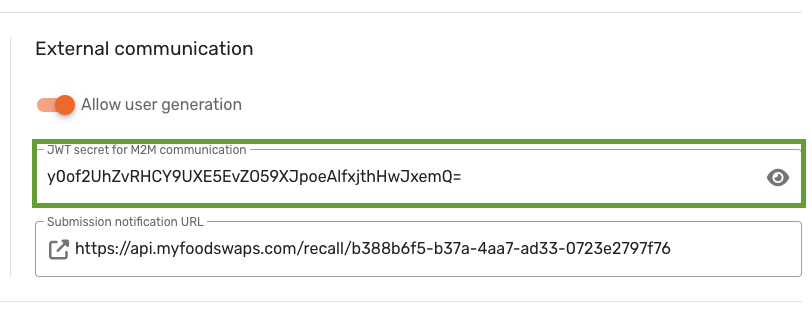 External communication
Allow user generation
JWT secret for M2M communication
y0of2UhZvRHCY9UXE5EvZO59XJpoeAlfxjthHwJxemQ=
Submission notification URL
https://api.myfoodswaps.com/recall/b388b6f5-b37a-4aa7-ad33-0723e2797f76